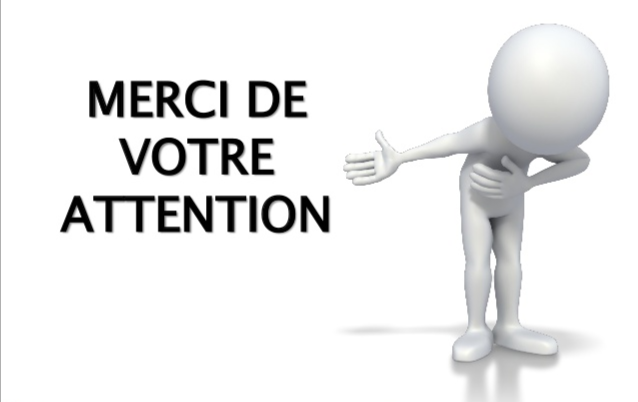 MERCI DE
VOTRE
ATTENTION